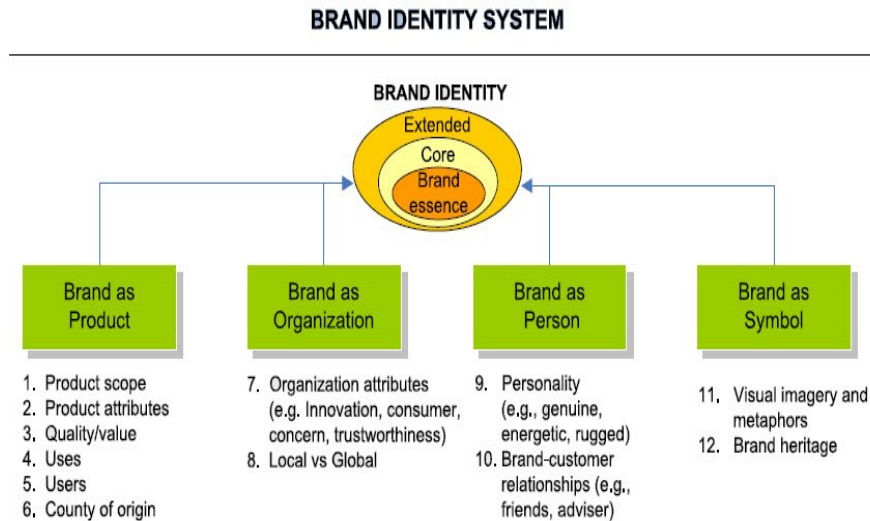 BRAND IDENTITY SYSTEM
BRAND IDENTITY
Extended
Core
Brand
essence
Brand as
Product
1. Product scope
2. Product attributes
3. Quality/value
4. Uses
5. Users
6. County of origin
Brand as
Organization
7. Organization attributes
(e.g. Innovation, consumer,
concern, trustworthiness)
8. Local vs Global
Brand as
Person
9. Personality
(e.g., genuine,
energetic, rugged)
10. Brand-customer
relationships (e.g.,
friends, adviser)
Brand as
Symbol
11. Visual imagery and
metaphors
12. Brand heritage